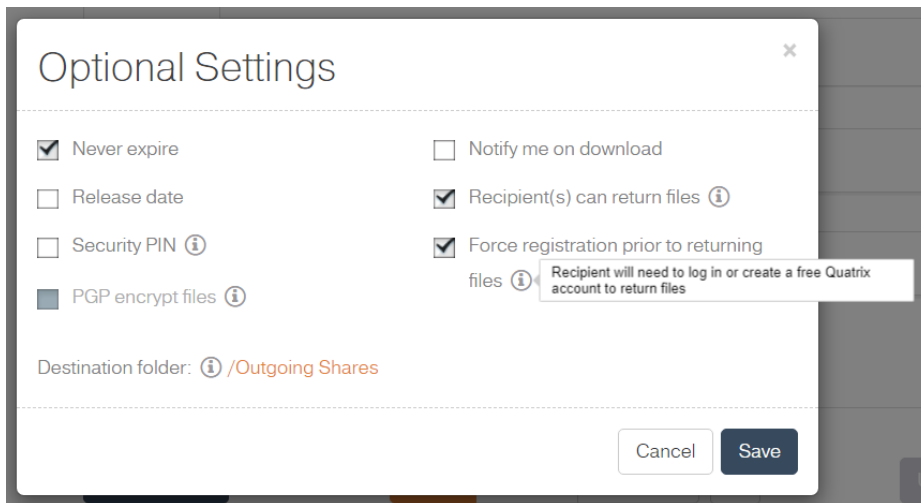 Optional Settings
×
Never expire
Release date
Security PIN
PGP encrypt files
Notify me on download
Recipient(s) can return files
Force registration prior to returning
files
Recipient will need to log in or create a free Quatrix
account to return files
Destination folder: /Outgoing Shares
Cancel
Save